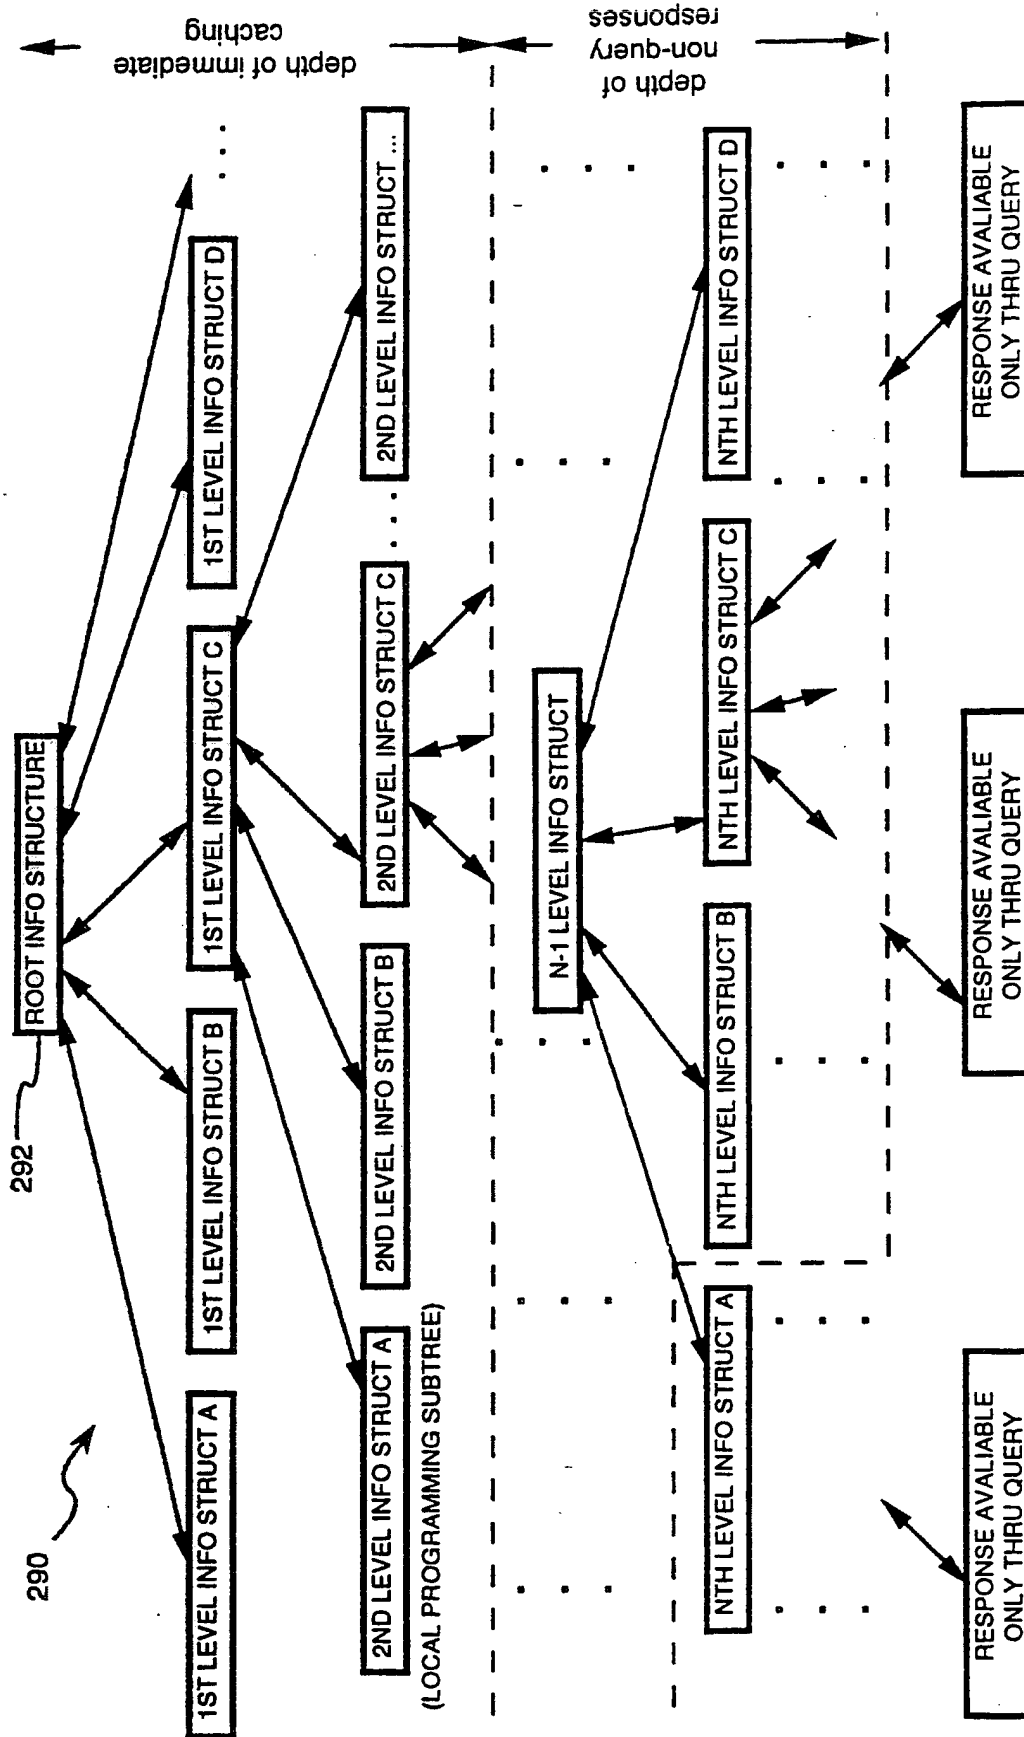 290
292
ROOT INFO STRUCTURE
1ST LEVEL INFO STRUCT A
1ST LEVEL INFO STRUCT B
1ST LEVEL INFO STRUCT C
1ST LEVEL INFO STRUCT D
. . .
2ND LEVEL INFO STRUCT A
(LOCAL PROGRAMMING SUBTREE)
2ND LEVEL INFO STRUCT B
2ND LEVEL INFO STRUCT C
. . .
2ND LEVEL INFO STRUCT ...
depth of immediate
caching
N-1 LEVEL INFO STRUCT
NTH LEVEL INFO STRUCT A
NTH LEVEL INFO STRUCT B
NTH LEVEL INFO STRUCT C
NTH LEVEL INFO STRUCT D
depth of
non-query
responses
RESPONSE AVALIABLE
ONLY THRU QUERY
RESPONSE AVALIABLE
ONLY THRU QUERY
RESPONSE AVALIABLE
ONLY THRU QUERY